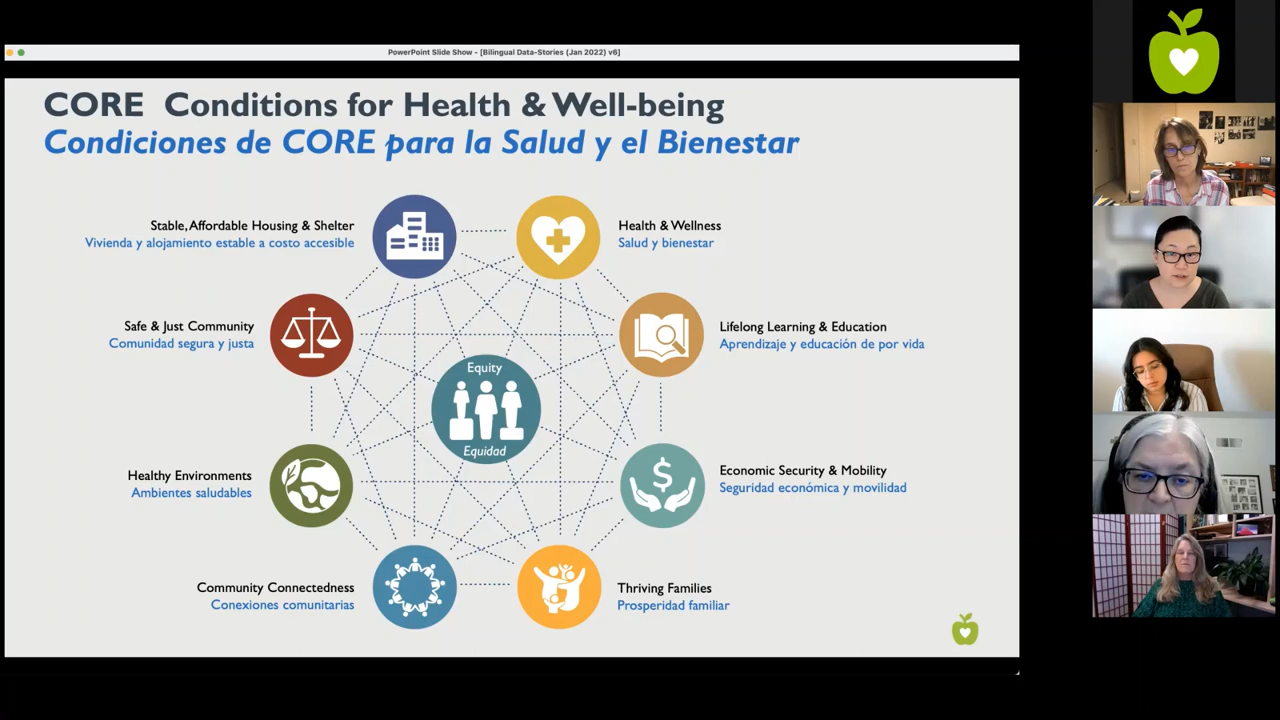 PowerPoint Slide Show - [Bilingual Data-Stories (Jan 2022) v6]
CORE Conditions for Health & Well-being
Condiciones de CORE para la Salud y el Bienestar
Stable, Affordable Housing & Shelter
Vivienda y alojamiento estable a costo accesible
Health & Wellness
Salud y bienestar
Safe & Just Community
Comunidad segura y justa
Lifelong Learning & Education
Aprendizaje y educación de por vida
Equity
Equidad
Healthy Environments
Ambientes saludables
Economic Security & Mobility
Seguridad económica y movilidad
Community Connectedness
Conexiones comunitarias
Thriving Families
Prosperidad familiar